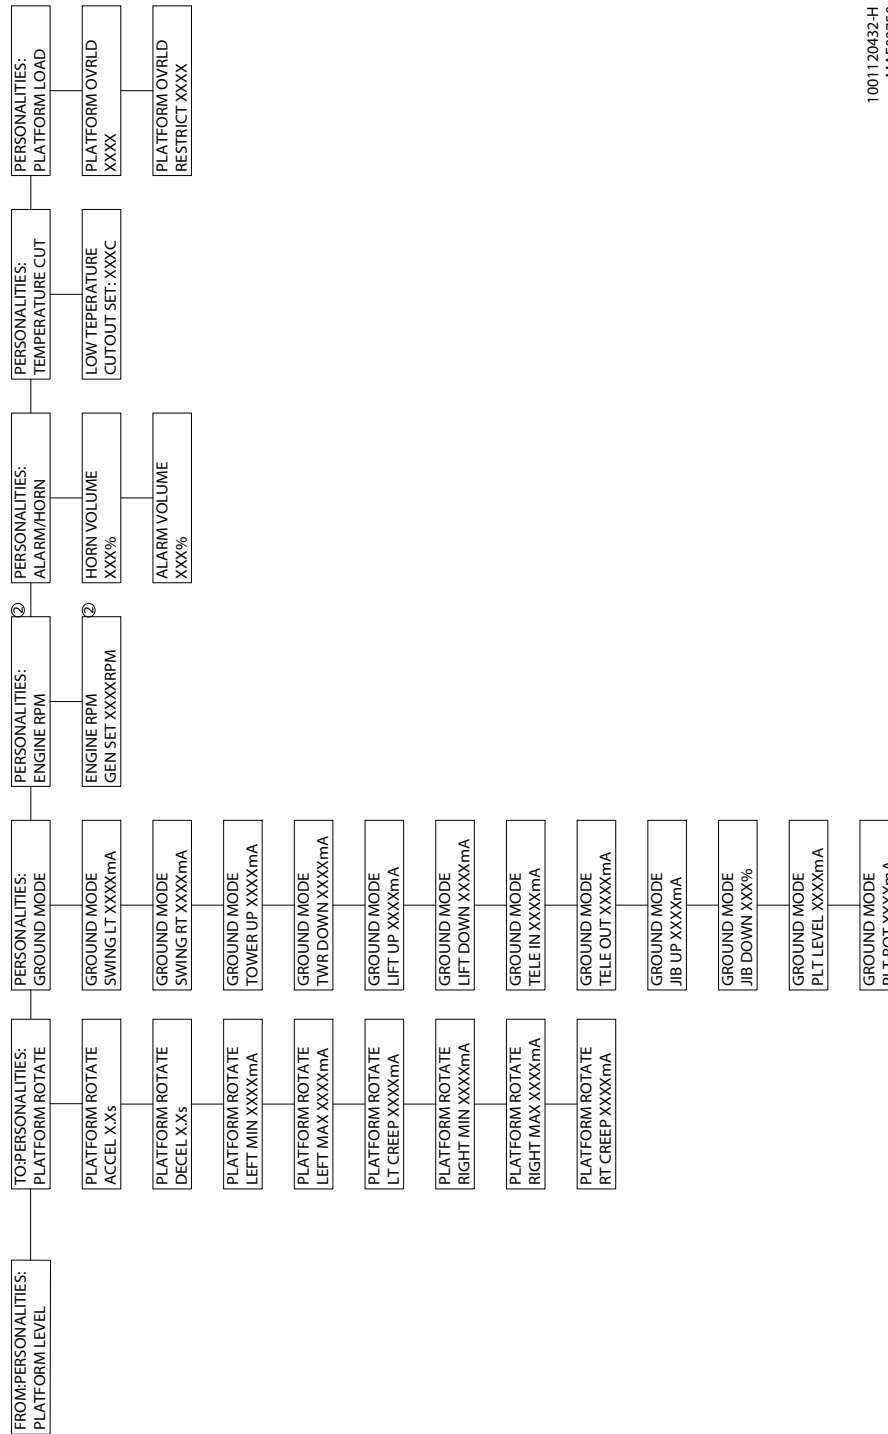 FROM:PERSONALITIES:
PLATFORM LEVEL
TO:PERSONALITIES:
PLATFORM ROTATE
PLATFORM ROTATE
ACCEL X.Xs
PLATFORM ROTATE
DECEL X.Xs
PLATFORM ROTATE
LEFT MIN XXXXmA
PLATFORM ROTATE
LEFT MAX XXXXmA
PLATFORM ROTATE
LT CREEP XXXXmA
PLATFORM ROTATE
RIGHT MIN XXXXmA
PLATFORM ROTATE
RIGHT MAX XXXXmA
PLATFORM ROTATE
RT CREEP XXXXmA
PERSONALITIES:
GROUND MODE
GROUND MODE
SWING LT XXXXmA
GROUND MODE
SWING RT XXXXmA
GROUND MODE
TOWER UP XXXXmA
GROUND MODE
TWR DOWN XXXXmA
GROUND MODE
LIFT UP XXXXmA
GROUND MODE
LIFT DOWN XXXXmA
GROUND MODE
TELE IN XXXXmA
GROUND MODE
TELE OUT XXXXmA
GROUND MODE
JIB UP XXXXmA
GROUND MODE
JIB DOWN XXX%
GROUND MODE
PLT LEVEL XXXXmA
GROUND MODE
PLT ROT XXXXmA
PERSONALITIES:
ENGINE RPM
②
ENGINE RPM
GEN SET XXXXRPM
②
PERSONALITIES:
ALARM/HORN
HORN VOLUME
XXX%
ALARM VOLUME
XXX%
PERSONALITIES:
TEMPERATURE CUT
LOW TEPERATURE
CUTOUT SET: XXXC
PERSONALITIES:
PLATFORM LOAD
PLATFORM OVRLD
XXXX
PLATFORM OVRLD
RESTRICT XXXX
1001120432-H